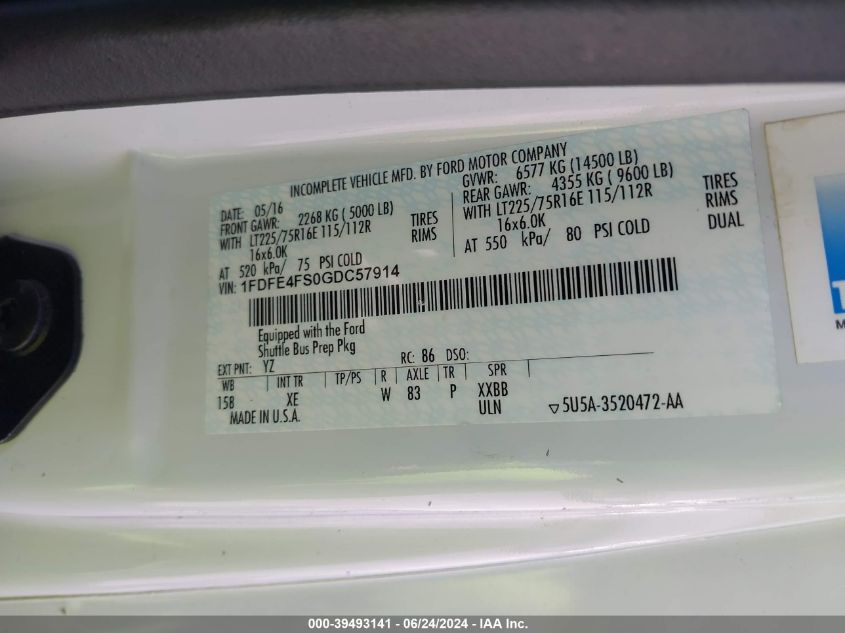 INCOMPLETE VEHICLE MFD. BY FORD MOTOR COMPANY
DATE: 05/16
GVWR: 6577 KG (14500 LB)
FRONT GAWR: 2268 KG ( 5000 LB)
REAR GAWR: 4355 KG ( 9600 LB)
WITH LT225/75R16E 115/112R TIRES
WITH LT225/75R16E 115/112R TIRES
16x6.0K RIMS
16x6.0K RIMS
AT 520 kPa/ 75 PSI COLD
AT 550 kPa/ 80 PSI COLD DUAL
VIN: 1FDFE4FS0GDC57914
Equipped with the Ford
Shuttle Bus Prep Pkg
EXT PNT: YZ RC: 86 DSO:
WB INT TR TP/PS R AXLE TR SPR
158 XE W 83 P XXBB
MADE IN U.S.A. ULN ▽5U5A-3520472-AA
000-39493141 - 06/24/2024 - IAA Inc.